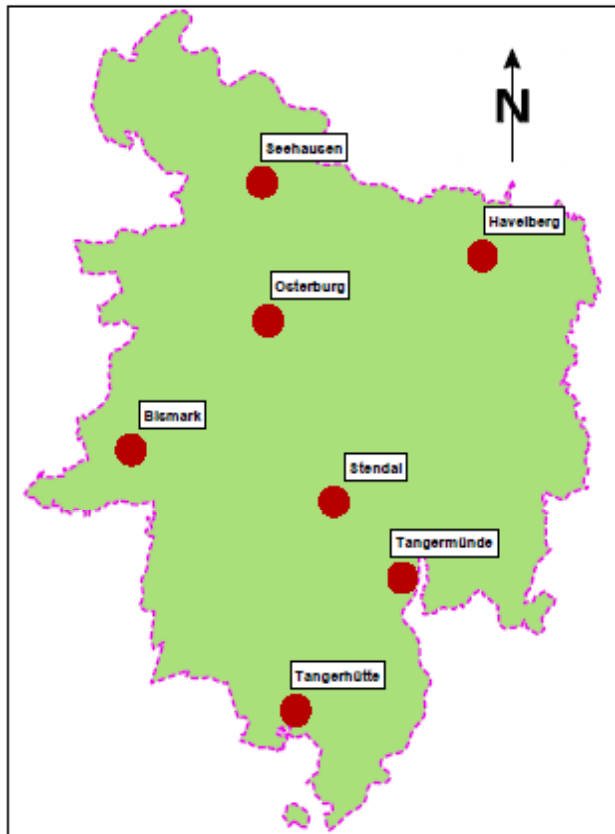 N
Seehausen
Havelberg
Osterburg
Bismark
Stendal
Tangermünde
Tangerhütte